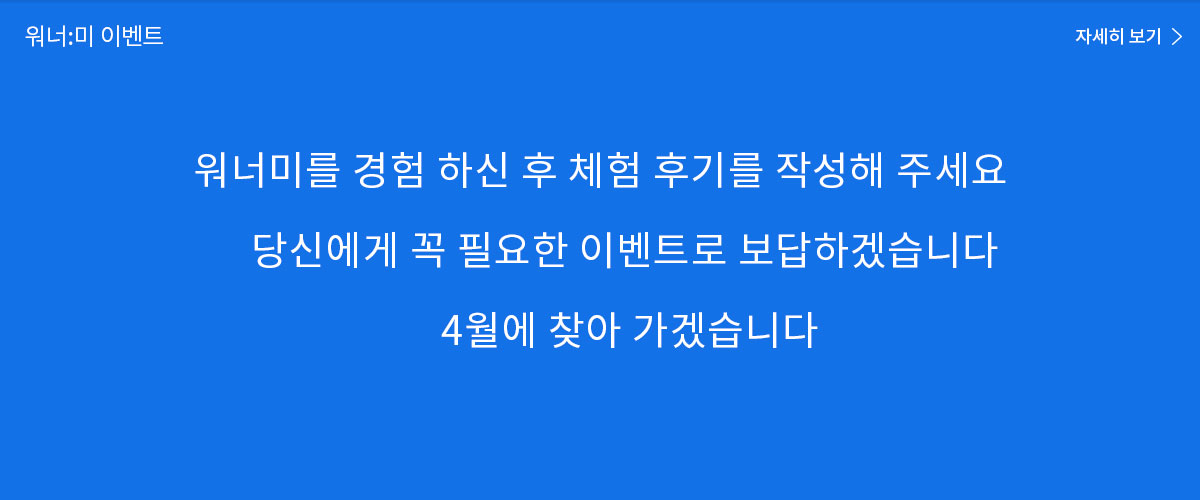 워너:미 이벤트
자세히 보기
워너미를 경험 하신 후 체험 후기를 작성해 주세요
당신에게 꼭 필요한 이벤트로 보답하겠습니다
4월에 찾아 가겠습니다